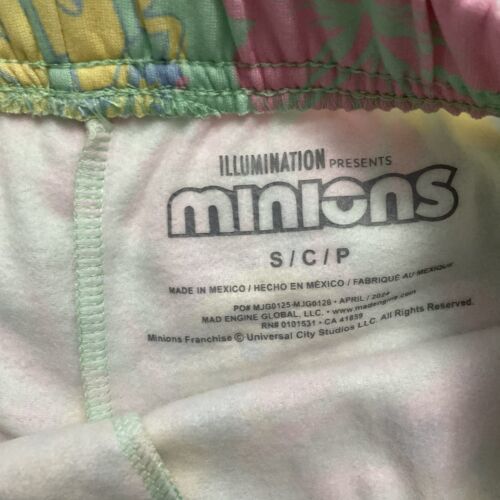 ILLUMINATION PRESENTS
minions
S / C / P
MADE IN MEXICO / HECHO EN MÉXICO / FABRIQUÉ AU MEXIQUE
PO# MJG0125-MJG0128 • APRIL / 2024
MAD ENGINE GLOBAL, LLC. • www.madengine.com
RN# 0101531 • CA 41859
Minions Franchise © Universal City Studios LLC. All Rights Reserved.